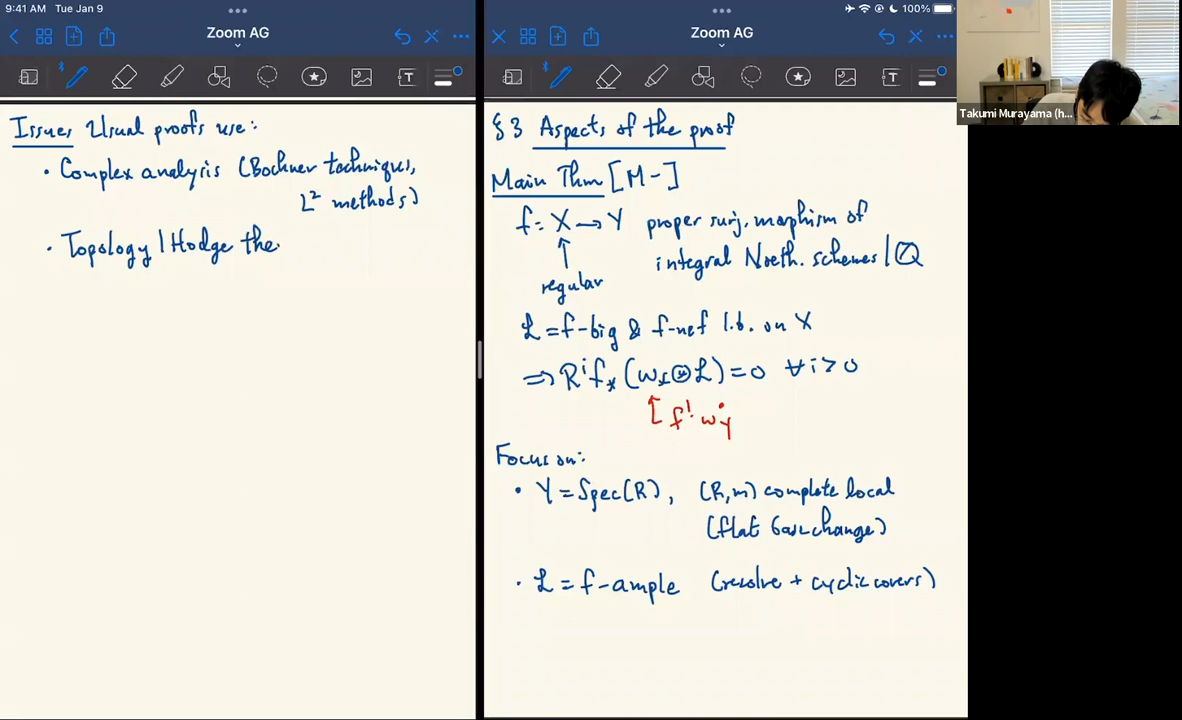 9:41 AM Tue Jan 9
100%
Zoom AG
Zoom AG
Issues Usual proofs use:
• Complex analysis (Bochner techniques,
L² methods)
• Topology / Hodge the
§ 3 Aspects of the proof
Main Thm [M-]
f: X → Y proper surj. morphism of
integral Noeth. schemes / ℚ
↑
regular
ℒ = f-big & f-nef l.b. on X
⇒ Rⁱf_*(ω_X ⊗ ℒ) = 0 ∀ i > 0
↑ f^! ω^•_Y
Focus on:
• Y = Spec(R), (R, m) complete local
(flat base change)
• ℒ = f-ample (resolve + cyclic covers)
Takumi Murayama (h...